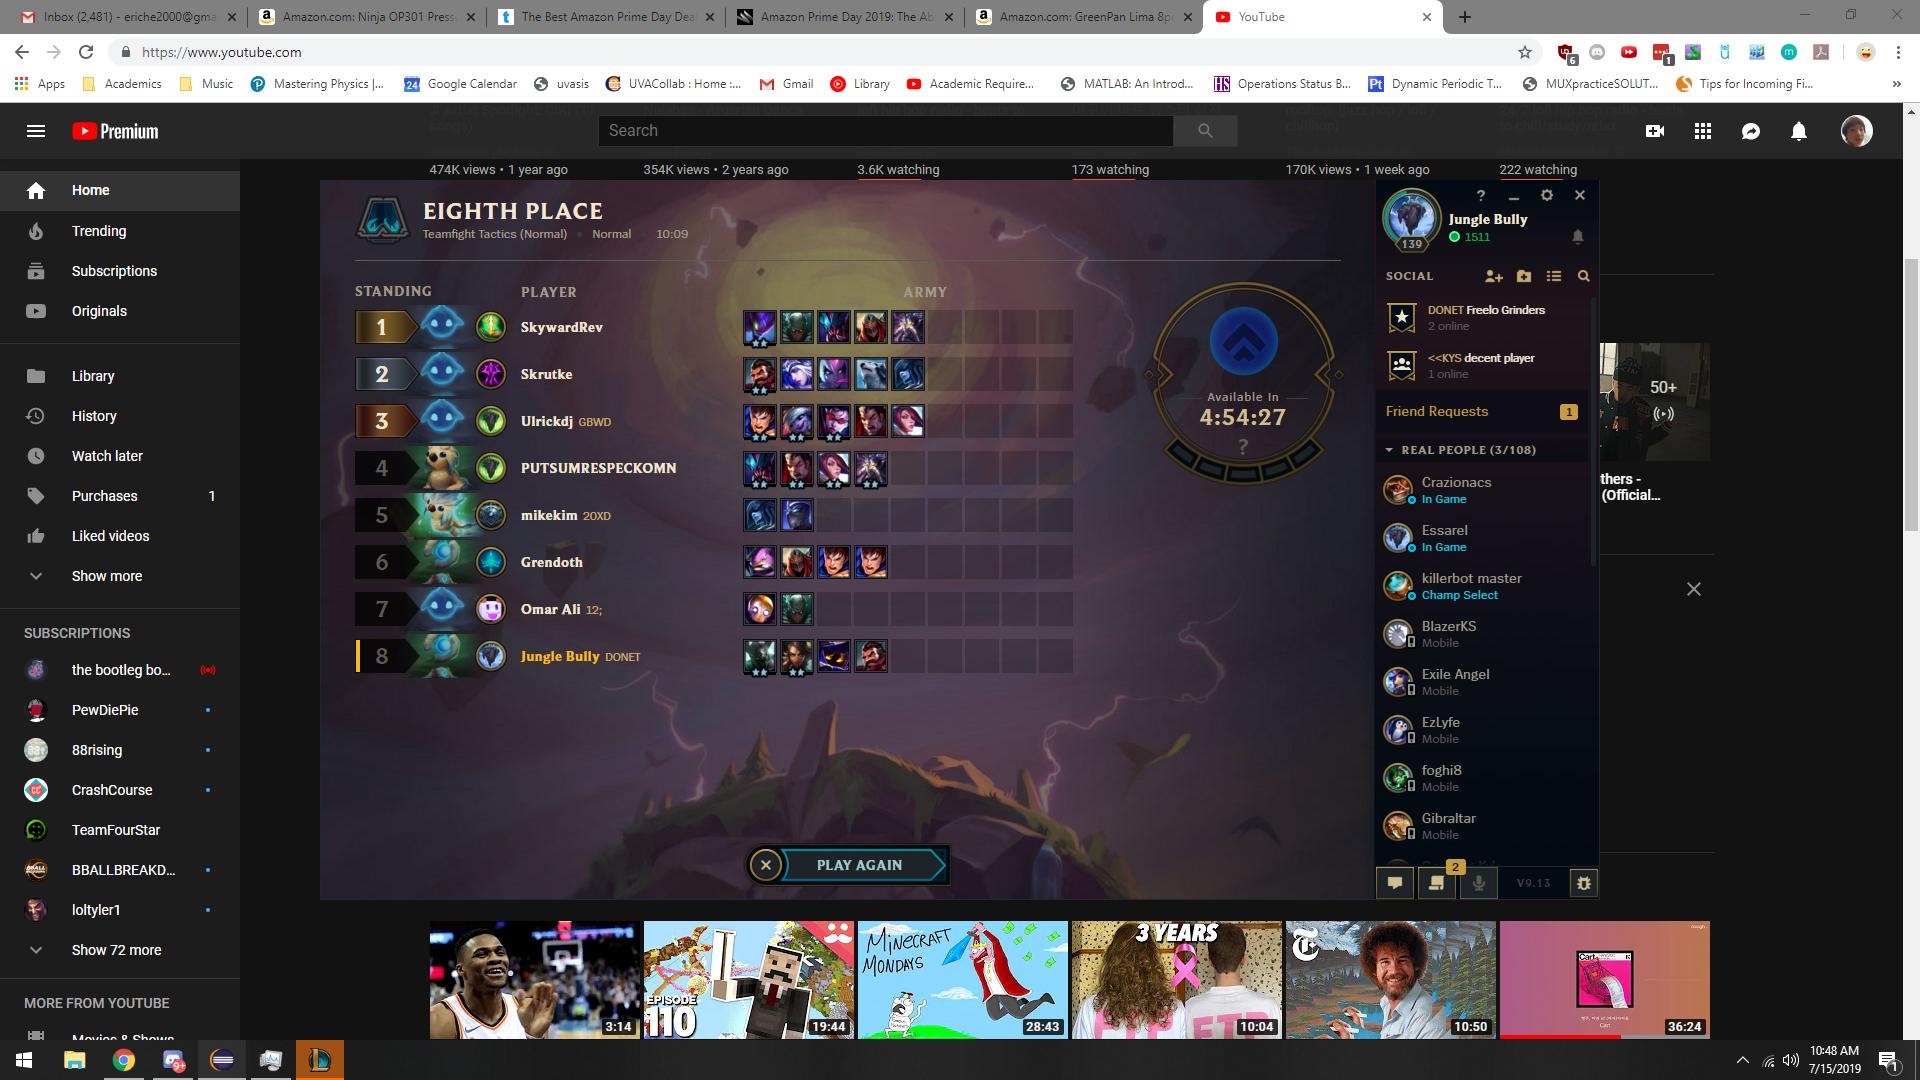 Inbox (2,481) - eriche2000@gma
Amazon.com: Ninja OP301 Press
The Best Amazon Prime Day Dea
Amazon Prime Day 2019: The Ab
Amazon.com: GreenPan Lima 8p
YouTube
https://www.youtube.com
6
1
Apps
Academics
Music
Mastering Physics |...
24
Google Calendar
uvasis
UVACollab : Home :...
Gmail
Library
Academic Require...
MATLAB: An Introd...
HS
Operations Status B...
Pt
Dynamic Periodic T...
MUXpracticeSOLUT...
Tips for Incoming Fi...
Premium
Search
474K views • 1 year ago
354K views • 2 years ago
3.6K watching
173 watching
170K views • 1 week ago
222 watching
Home
Trending
Subscriptions
Originals
Library
History
Watch later
Purchases 1
Liked videos
Show more
SUBSCRIPTIONS
the bootleg bo...
PewDiePie
88rising
CrashCourse
TeamFourStar
BBALLBREAKD...
loltyler1
Show 72 more
MORE FROM YOUTUBE
Movies & Shows
EIGHTH PLACE
Teamfight Tactics (Normal) • Normal • 10:09
STANDING PLAYER ARMY
1 SkywardRev
2 Skrutke
3 Ulrickdj GBWD
4 PUTSUMRESPECKOMN
5 mikekim 20XD
6 Grendoth
7 Omar Ali 12;
8 Jungle Bully DONET
Available In
4:54:27
?
PLAY AGAIN
?
Jungle Bully
1511
139
SOCIAL
DONET Freelo Grinders
2 online
<<KYS decent player
1 online
Friend Requests 1
REAL PEOPLE (3/108)
Crazionacs
In Game
Essarel
In Game
killerbot master
Champ Select
BlazerKS
Mobile
Exile Angel
Mobile
EzLyfe
Mobile
foghi8
Mobile
Gibraltar
Mobile
2
V9.13
50+
thers -
(Official...
3:14
EPISODE
110
19:44
MINECRAFT
MONDAYS
28:43
3 YEARS
10:04
10:50
Cart
36:24
9+
10:48 AM
7/15/2019
1